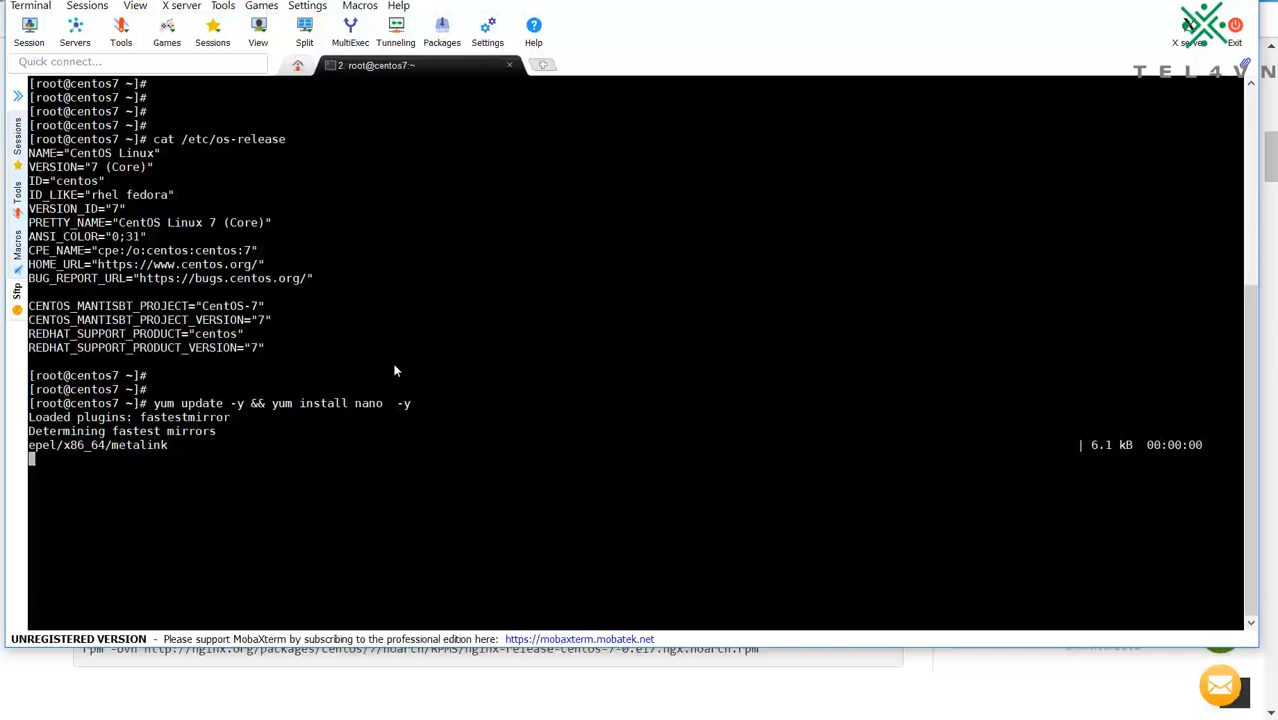 Terminal Sessions View X server Tools Games Settings Macros Help
Session Servers Tools Games Sessions View Split MultiExec Tunneling Packages Settings Help X server Exit
Quick connect...
2. root@centos7:~
TEL4VN
[root@centos7 ~]#
[root@centos7 ~]#
[root@centos7 ~]#
[root@centos7 ~]#
[root@centos7 ~]# cat /etc/os-release
NAME="CentOS Linux"
VERSION="7 (Core)"
ID="centos"
ID_LIKE="rhel fedora"
VERSION_ID="7"
PRETTY_NAME="CentOS Linux 7 (Core)"
ANSI_COLOR="0;31"
CPE_NAME="cpe:/o:centos:centos:7"
HOME_URL="https://www.centos.org/"
BUG_REPORT_URL="https://bugs.centos.org/"
CENTOS_MANTISBT_PROJECT="CentOS-7"
CENTOS_MANTISBT_PROJECT_VERSION="7"
REDHAT_SUPPORT_PRODUCT="centos"
REDHAT_SUPPORT_PRODUCT_VERSION="7"
[root@centos7 ~]#
[root@centos7 ~]#
[root@centos7 ~]# yum update -y && yum install nano  -y
Loaded plugins: fastestmirror
Determining fastest mirrors
epel/x86_64/metalink | 6.1 kB 00:00:00
Sessions
Tools
Macros
Sftp
UNREGISTERED VERSION - Please support MobaXterm by subscribing to the professional edition here: https://mobaxterm.mobatek.net